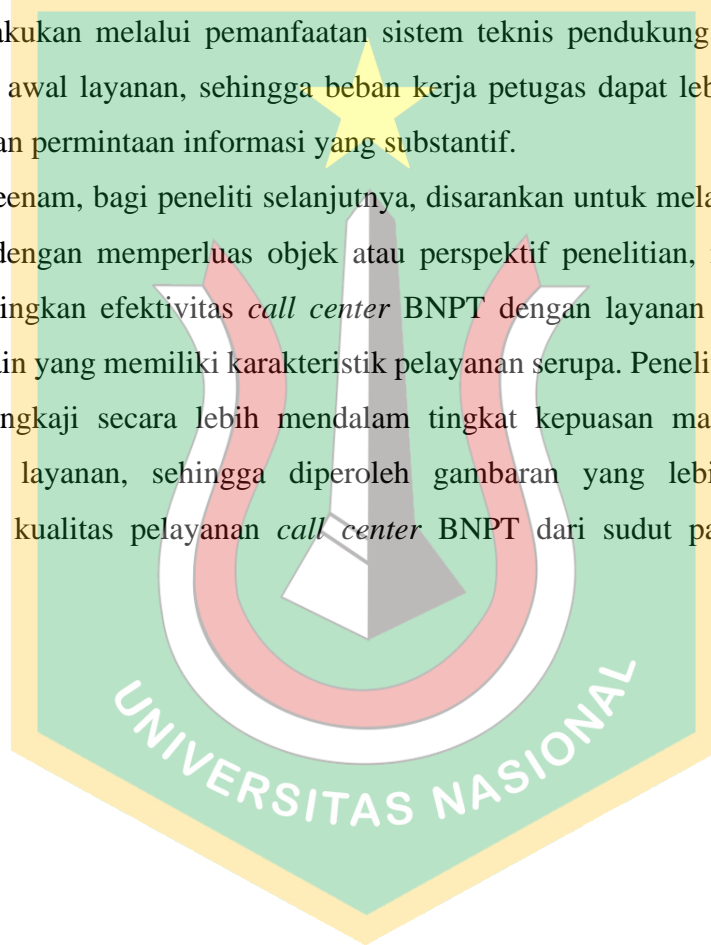 akukan melalui pemanfaatan sistem teknis pendukung
awal layanan, sehingga beban kerja petugas dapat leb
an permintaan informasi yang substantif.
eenam, bagi peneliti selanjutnya, disarankan untuk mela
dengan memperluas objek atau perspektif penelitian,
ingkan efektivitas call center BNPT dengan layanan
ain yang memiliki karakteristik pelayanan serupa. Penelit
ngkaji secara lebih mendalam tingkat kepuasan ma
layanan, sehingga diperoleh gambaran yang lebi
kualitas pelayanan call center BNPT dari sudut pa
UNIVERSITAS NASIONAL